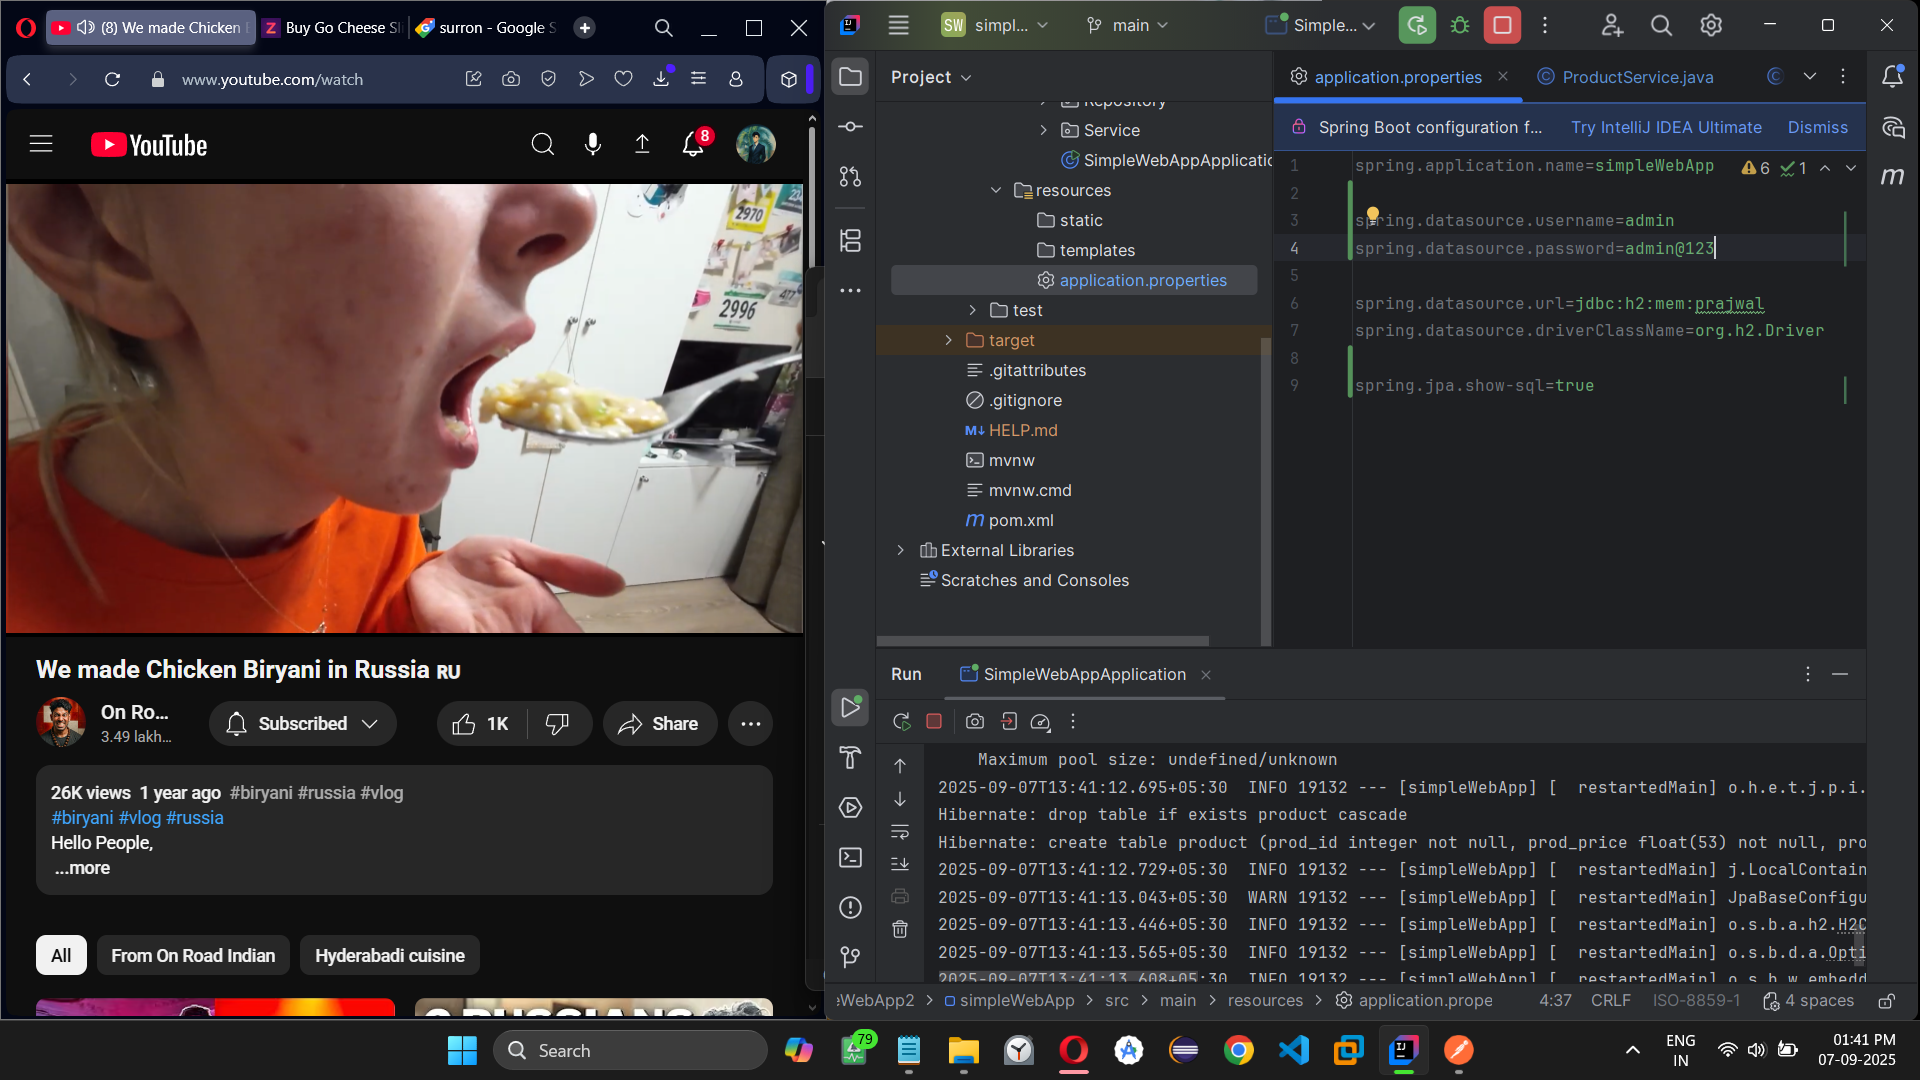 (8) We made Chicken
Buy Go Cheese Sli
surron - Google S
www.youtube.com/watch
YouTube
8
2970
2996
We made Chicken Biryani in Russia RU
On Ro...
3.49 lakh...
Subscribed
1K
Share
26K views 1 year ago #biryani #russia #vlog
#biryani #vlog #russia
Hello People,
...more
All
From On Road Indian
Hyderabadi cuisine
SW
simpl...
main
Simple...
Project
Repository
Service
SimpleWebAppApplicatio
resources
static
templates
application.properties
test
target
.gitattributes
.gitignore
M↓ HELP.md
mvnw
mvnw.cmd
m pom.xml
External Libraries
Scratches and Consoles
application.properties
ProductService.java
Spring Boot configuration f...
Try IntelliJ IDEA Ultimate
Dismiss
m
6
1
1 spring.application.name=simpleWebApp
2
3 spring.datasource.username=admin
4 spring.datasource.password=admin@123
5
6 spring.datasource.url=jdbc:h2:mem:prajwal
7 spring.datasource.driverClassName=org.h2.Driver
8
9 spring.jpa.show-sql=true
Run
SimpleWebAppApplication
Maximum pool size: undefined/unknown
2025-09-07T13:41:12.695+05:30 INFO 19132 --- [simpleWebApp] [ restartedMain] o.h.e.t.j.p.i.
Hibernate: drop table if exists product cascade
Hibernate: create table product (prod_id integer not null, prod_price float(53) not null, pro
2025-09-07T13:41:12.729+05:30 INFO 19132 --- [simpleWebApp] [ restartedMain] j.LocalContain
2025-09-07T13:41:13.043+05:30 WARN 19132 --- [simpleWebApp] [ restartedMain] JpaBaseConfigu
2025-09-07T13:41:13.446+05:30 INFO 19132 --- [simpleWebApp] [ restartedMain] o.s.b.a.h2.H2C
2025-09-07T13:41:13.565+05:30 INFO 19132 --- [simpleWebApp] [ restartedMain] o.s.b.d.a.Opti
2025-09-07T13:41:13.608+05:30 INFO 19132 --- [simpleWebApp] [ restartedMain] o.s.b.w.embedd
eWebApp2 > simpleWebApp > src > main > resources > application.prope
4:37 CRLF ISO-8859-1 4 spaces
Search
79
ENG
IN
01:41 PM
07-09-2025